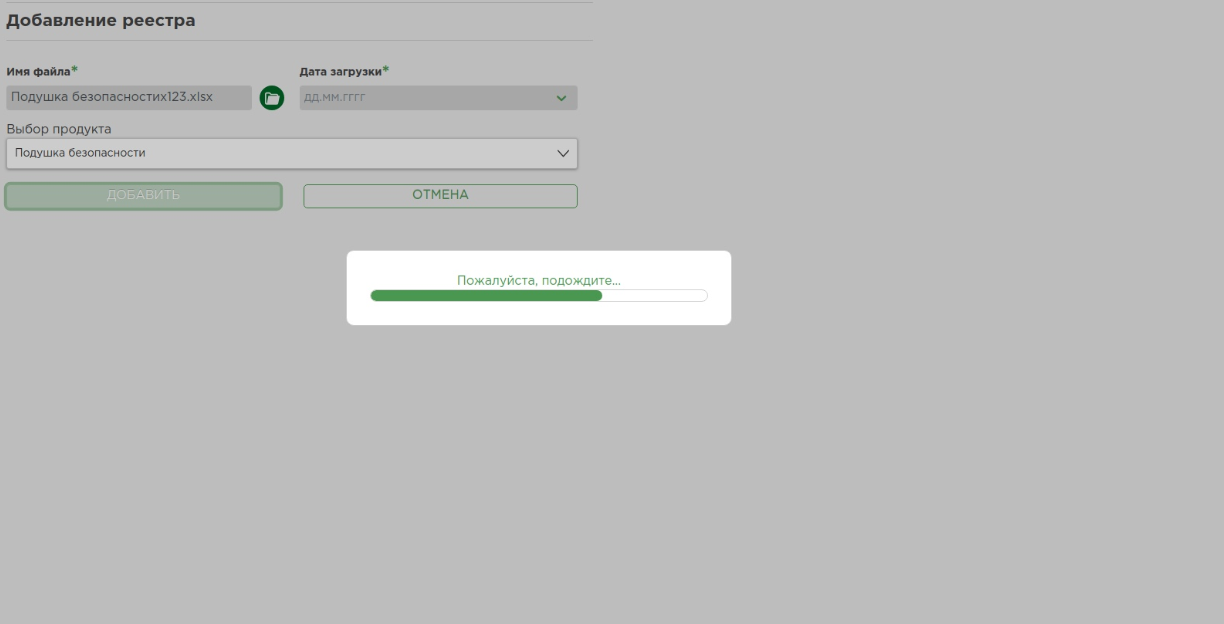 Добавление реестра
Имя файла*
Дата загрузки*
Подушка безопасностих123.xlsx
дд.мм.гггг
Выбор продукта
Подушка безопасности
ДОБАВИТЬ
ОТМЕНА
Пожалуйста, подождите...